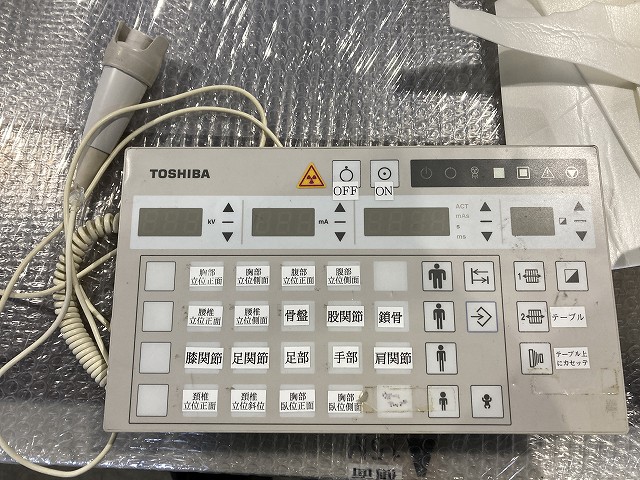 TOSHIBA
OFF
ON
kV
mA
ACT
mas
s
ms
胸部
立位正面
胸部
立位側面
腹部
立位正面
腹部
立位側面
1
腰椎
立位正面
腰椎
立位側面
骨盤
股関節
鎖骨
2
テーブル
膝関節
足関節
足部
手部
肩関節
テーブル上
にカセッテ
頚椎
立位正面
頚椎
立位斜位
胸部
臥位正面
胸部
臥位側面